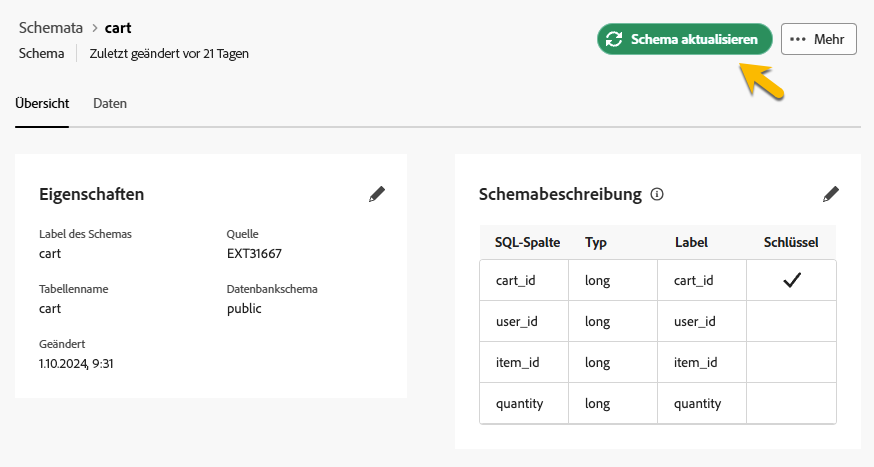 Schemata > cart
Schema aktualisieren
Mehr
Schema
Zuletzt geändert vor 21 Tagen
Übersicht
Daten
Eigenschaften
Label des Schemas
Quelle
cart
EXT31667
Tabellenname
Datenbankschema
cart
public
Geändert
1.10.2024, 9:31
Schemabeschreibung
SQL-Spalte Typ Label Schlüssel
cart_id long cart_id
user_id long user_id
item_id long item_id
quantity long quantity